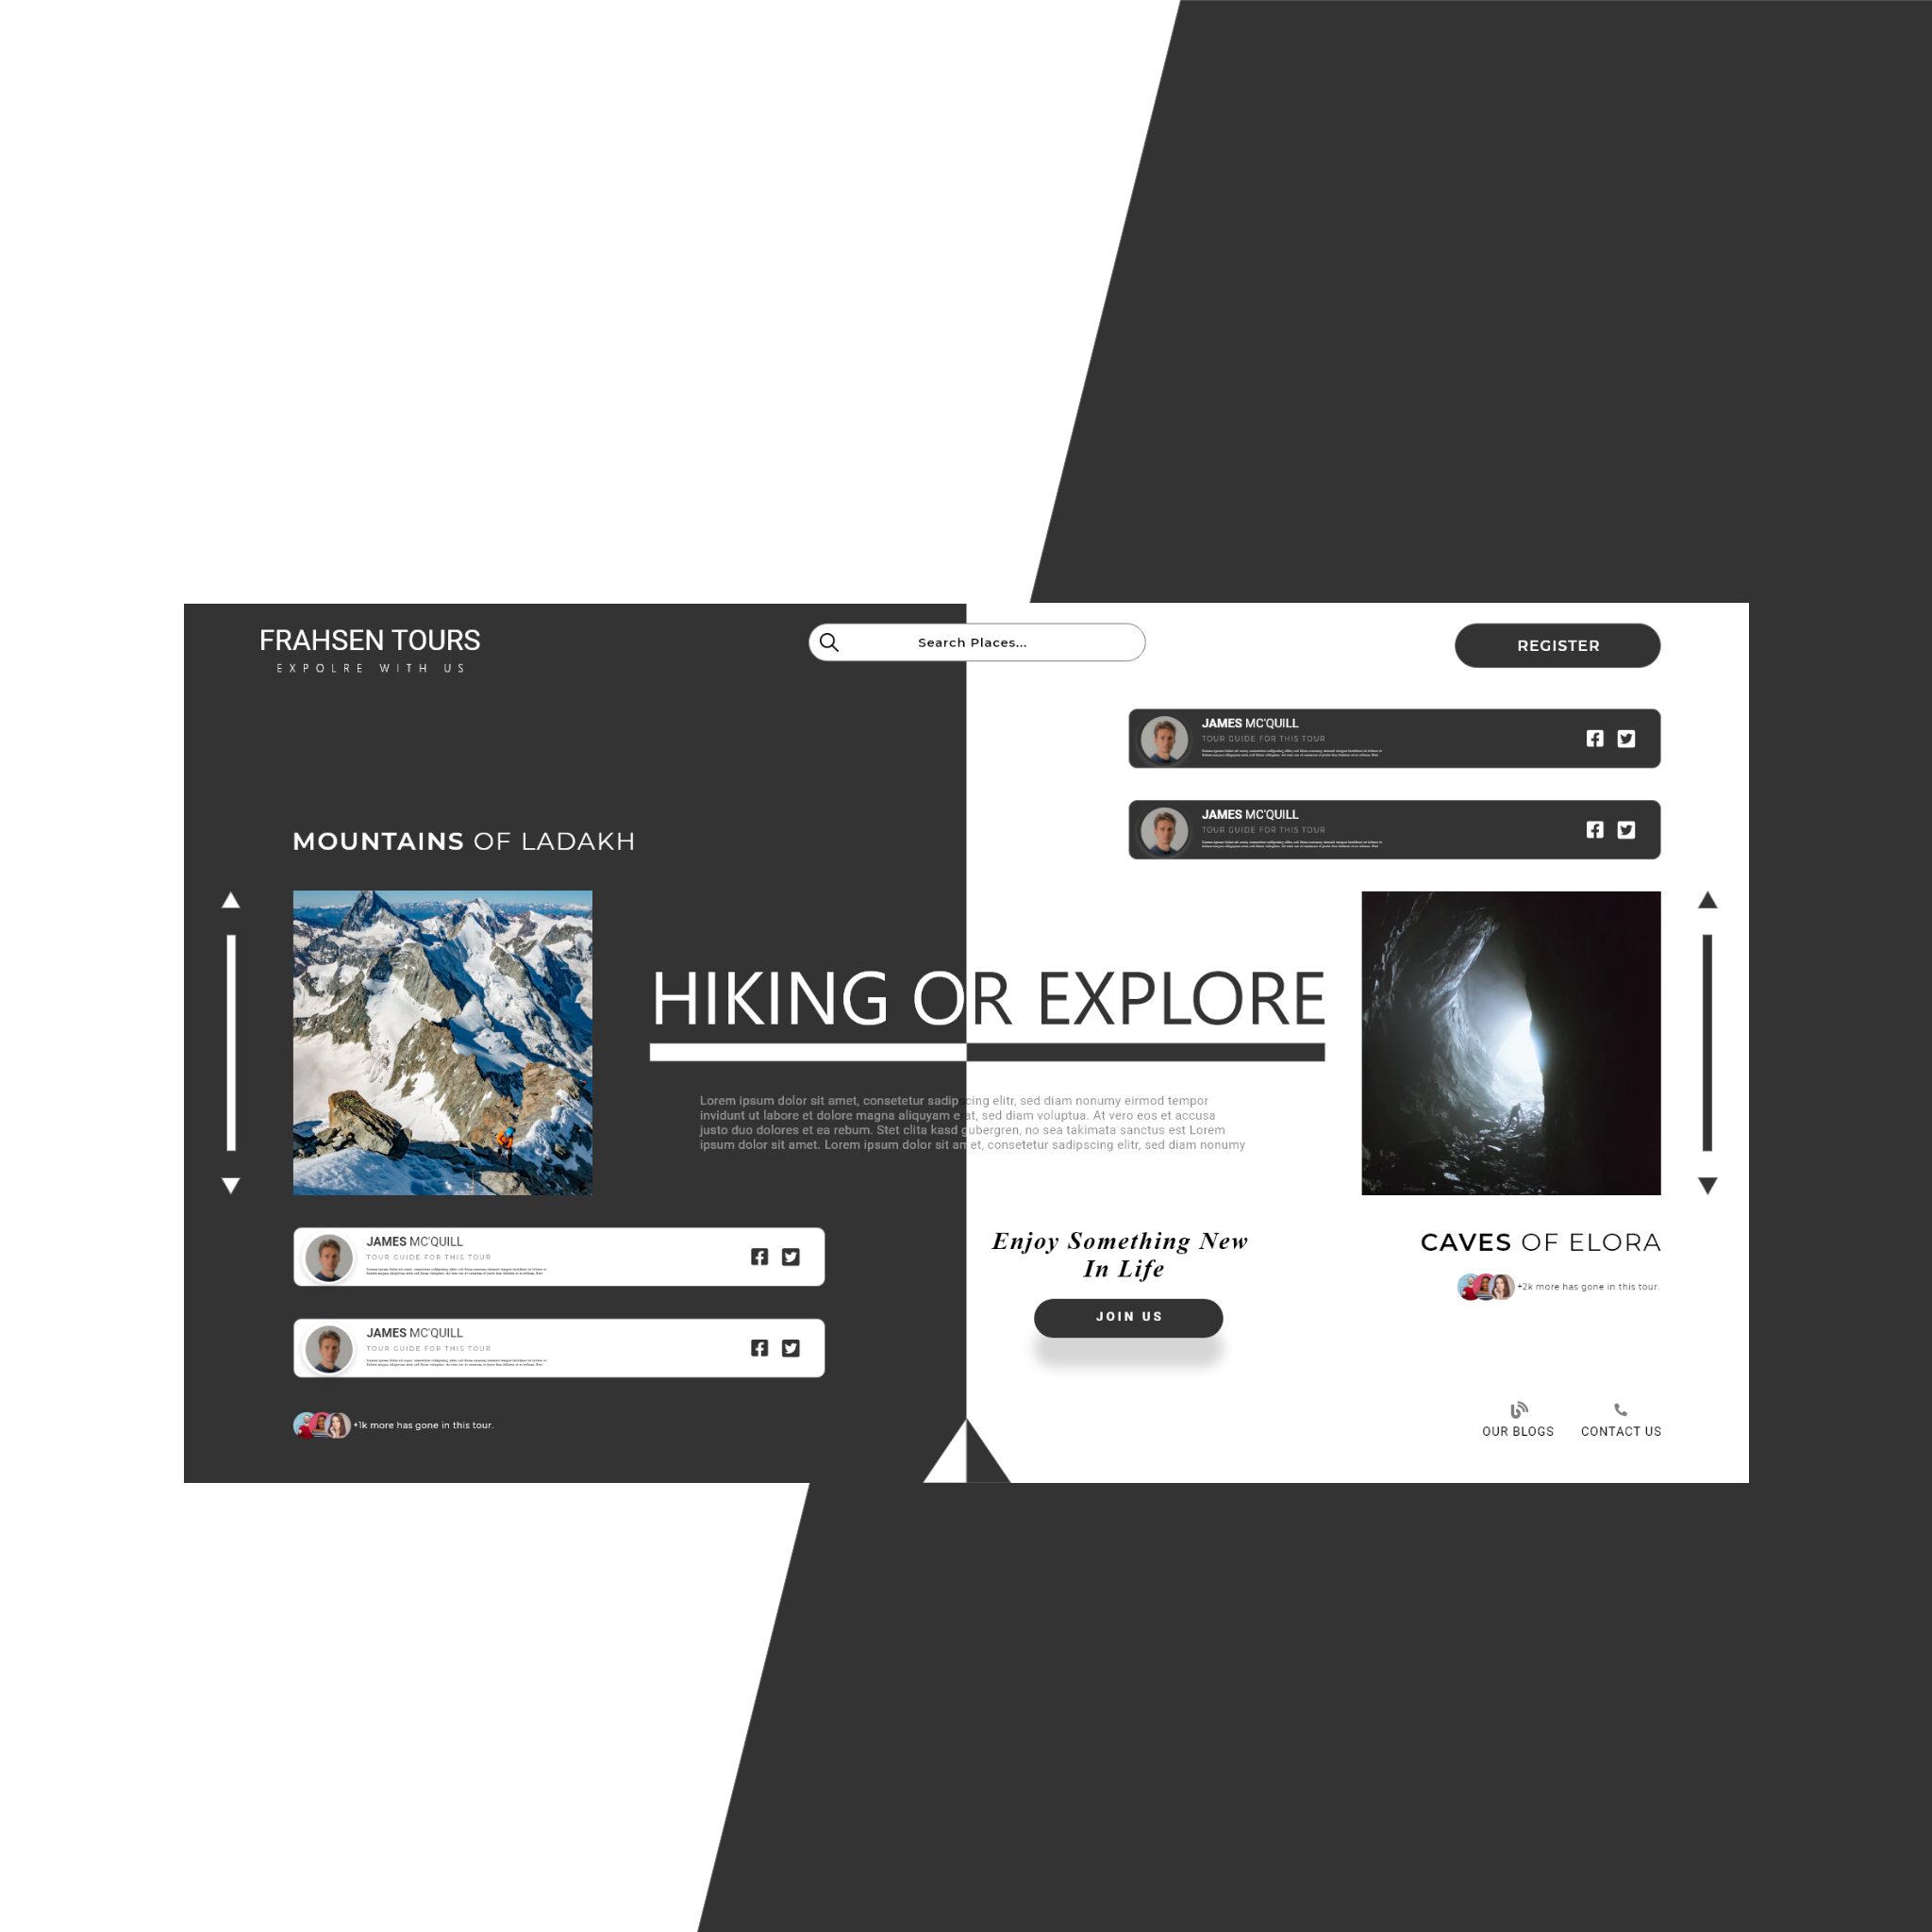 FRAHSEN TOURS
EXPOLRE WITH US
Search Places...
REGISTER
JAMES MC'QUILL
TOUR GUIDE FOR THIS TOUR
JAMES MC'QUILL
TOUR GUIDE FOR THIS TOUR
MOUNTAINS OF LADAKH
HIKING OR EXPLORE
Lorem ipsum dolor sit amet, consetetur sadipscing elitr, sed diam nonumy eirmod tempor
invidunt ut labore et dolore magna aliquyam erat, sed diam voluptua. At vero eos et accusa
justo duo dolores et ea rebum. Stet clita kasd gubergren, no sea takimata sanctus est Lorem
ipsum dolor sit amet. Lorem ipsum dolor sit amet, consetetur sadipscing elitr, sed diam nonumy
JAMES MC'QUILL
TOUR GUIDE FOR THIS TOUR
JAMES MC'QUILL
TOUR GUIDE FOR THIS TOUR
+1k more has gone in this tour.
Enjoy Something New
In Life
JOIN US
CAVES OF ELORA
+2k more has gone in this tour.
OUR BLOGS
CONTACT US